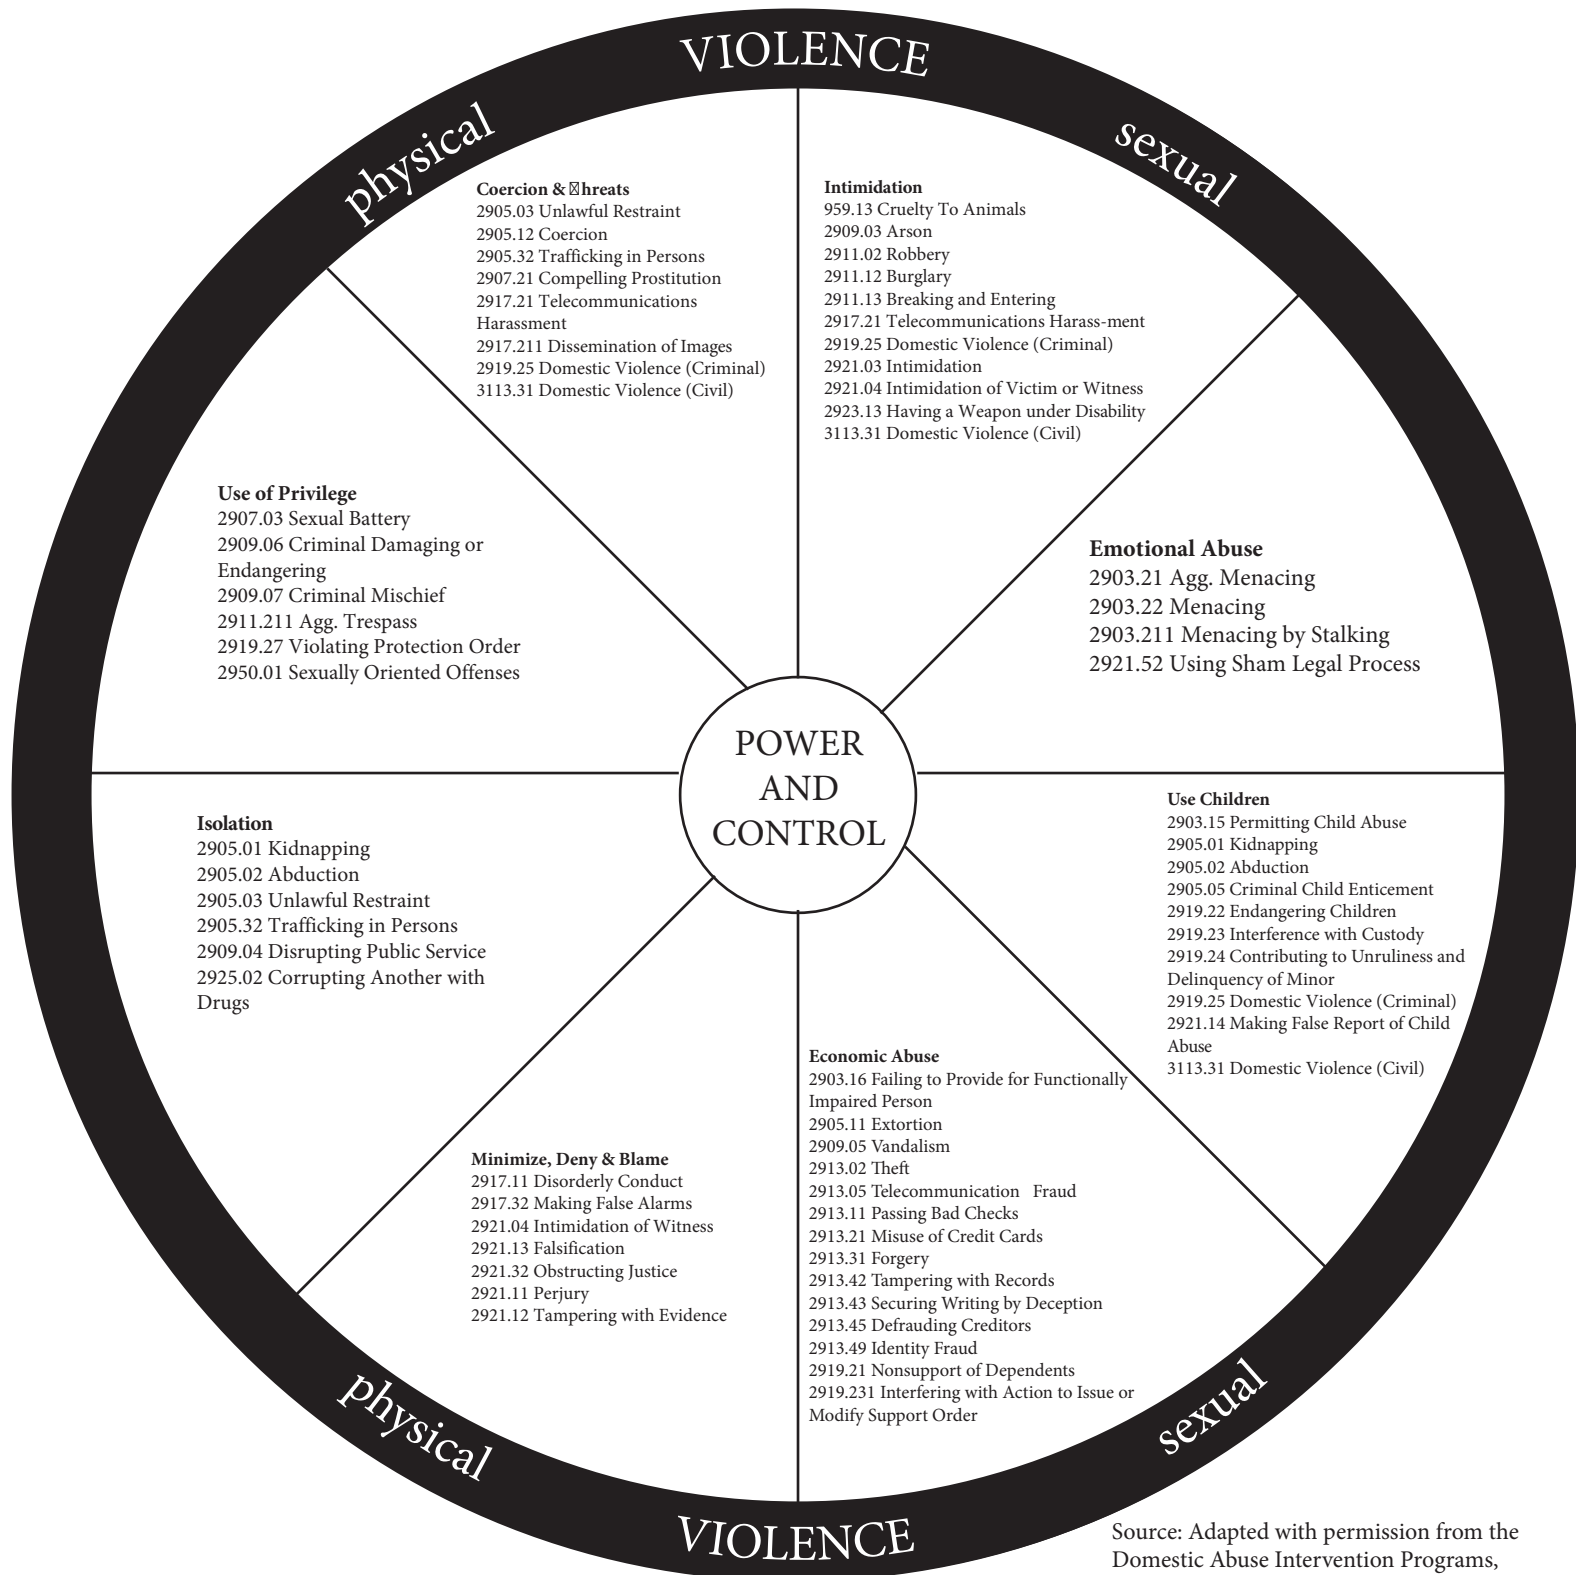 VIOLENCE
physical
sexual
Coercion & hreats
2905.03 Unlawful Restraint
2905.12 Coercion
2905.32 Trafficking in Persons
2907.21 Compelling Prostitution
2917.21 Telecommunications
Harassment
2917.211 Dissemination of Images
2919.25 Domestic Violence (Criminal)
3113.31 Domestic Violence (Civil)
Intimidation
959.13 Cruelty To Animals
2909.03 Arson
2911.02 Robbery
2911.12 Burglary
2911.13 Breaking and Entering
2917.21 Telecommunications Harass-ment
2919.25 Domestic Violence (Criminal)
2921.03 Intimidation
2921.04 Intimidation of Victim or Witness
2923.13 Having a Weapon under Disability
3113.31 Domestic Violence (Civil)
Use of Privilege
2907.03 Sexual Battery
2909.06 Criminal Damaging or
Endangering
2909.07 Criminal Mischief
2911.211 Agg. Trespass
2919.27 Violating Protection Order
2950.01 Sexually Oriented Offenses
Emotional Abuse
2903.21 Agg. Menacing
2903.22 Menacing
2903.211 Menacing by Stalking
2921.52 Using Sham Legal Process
POWER
AND
CONTROL
Isolation
2905.01 Kidnapping
2905.02 Abduction
2905.03 Unlawful Restraint
2905.32 Trafficking in Persons
2909.04 Disrupting Public Service
2925.02 Corrupting Another with
Drugs
Use Children
2903.15 Permitting Child Abuse
2905.01 Kidnapping
2905.02 Abduction
2905.05 Criminal Child Enticement
2919.22 Endangering Children
2919.23 Interference with Custody
2919.24 Contributing to Unruliness and
Delinquency of Minor
2919.25 Domestic Violence (Criminal)
2921.14 Making False Report of Child
Abuse
3113.31 Domestic Violence (Civil)
Minimize, Deny & Blame
2917.11 Disorderly Conduct
2917.32 Making False Alarms
2921.04 Intimidation of Witness
2921.13 Falsification
2921.32 Obstructing Justice
2921.11 Perjury
2921.12 Tampering with Evidence
Economic Abuse
2903.16 Failing to Provide for Functionally
Impaired Person
2905.11 Extortion
2909.05 Vandalism
2913.02 Theft
2913.05 Telecommunication Fraud
2913.11 Passing Bad Checks
2913.21 Misuse of Credit Cards
2913.31 Forgery
2913.42 Tampering with Records
2913.43 Securing Writing by Deception
2913.45 Defrauding Creditors
2913.49 Identity Fraud
2919.21 Nonsupport of Dependents
2919.231 Interfering with Action to Issue or
Modify Support Order
physical
sexual
VIOLENCE
Source: Adapted with permission from the
Domestic Abuse Intervention Programs,